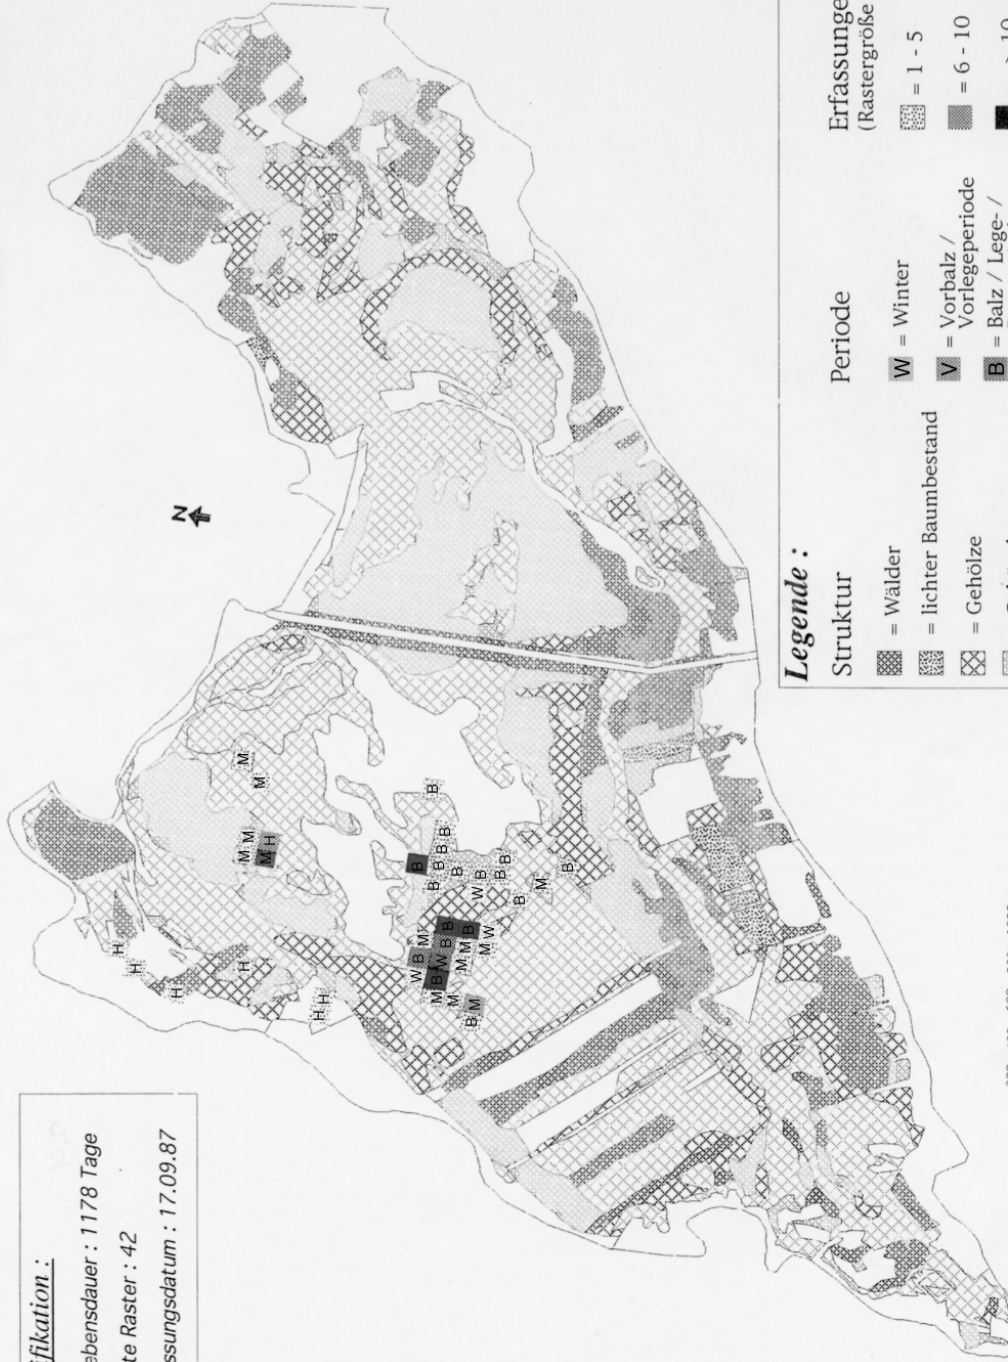 ebensdauer : 1178 Tage
te Raster : 42
ssungsdatum : 17.09.87
N
H
H
H
H
H
H
M
M
M
M
M
H
B
B
B
B
B
B
B
W
B
B
B
M
B
W
B
M
B
W
B
B
B
M
M
M
M
M
W
M
B
M
Legende :
Struktur
= Wälder
= lichter Baumbestand
= Gehölze
Periode
W = Winter
V = Vorbalz /
Vorlegeperiode
B = Balz / Lege- /
Erfassunge
(Rastergröße
= 1 - 5
= 6 - 10